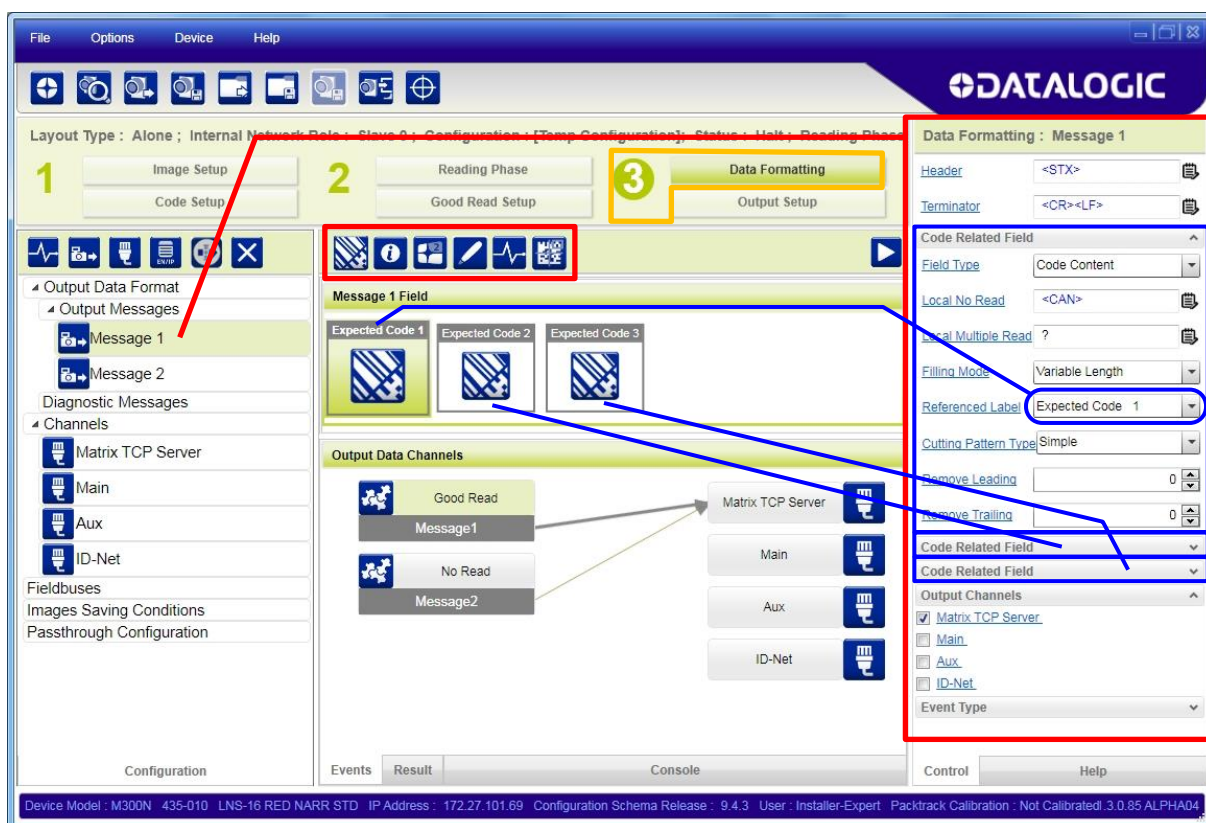 File Options Device Help
DATALOGIC
Layout Type : Alone ; Internal Network Role : Slave 0 ; Configuration : [Temp Configuration]; Status : Halt ; Reading Phase
1
Image Setup
Code Setup
2
Reading Phase
Good Read Setup
3
Data Formatting
Output Setup
EN/IP
Output Data Format
Output Messages
Message 1
Message 2
Diagnostic Messages
Channels
Matrix TCP Server
Main
Aux
ID-Net
Fieldbuses
Images Saving Conditions
Passthrough Configuration
Configuration
Message 1 Field
Expected Code 1 Expected Code 2 Expected Code 3
Output Data Channels
Good Read
Message1
No Read
Message2
Matrix TCP Server
Main
Aux
ID-Net
Events Result Console
Data Formatting : Message 1
Header <STX>
Terminator <CR><LF>
Code Related Field
Field Type Code Content
Local No Read <CAN>
Local Multiple Read ?
Filling Mode Variable Length
Referenced Label Expected Code 1
Cutting Pattern Type Simple
Remove Leading 0
Remove Trailing 0
Code Related Field
Code Related Field
Output Channels
Matrix TCP Server
Main
Aux
ID-Net
Event Type
Control Help
Device Model : M300N 435-010 LNS-16 RED NARR STD IP Address : 172.27.101.69 Configuration Schema Release : 9.4.3 User : Installer-Expert Packtrack Calibration : Not Calibrated.3.0.85 ALPHA04